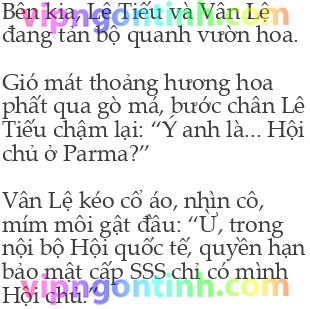 Bên kia, Lê Tiếu và Vân Lệ
đang tản bộ quanh vườn hoa.
Gió mát thoảng hương hoa
phất qua gò má, bước chân Lê
Tiếu chậm lại: “Ý anh là... Hội
chủ ở Parma?”
Vân Lệ kéo cổ áo, nhìn cô,
mím môi gật đầu: “Ừ, trong
nội bộ Hội quốc tế, quyền hạn
bảo mật cấp SSS chỉ có mình
Hội chủ.”
vipngontinh.com
vipngontinh.com